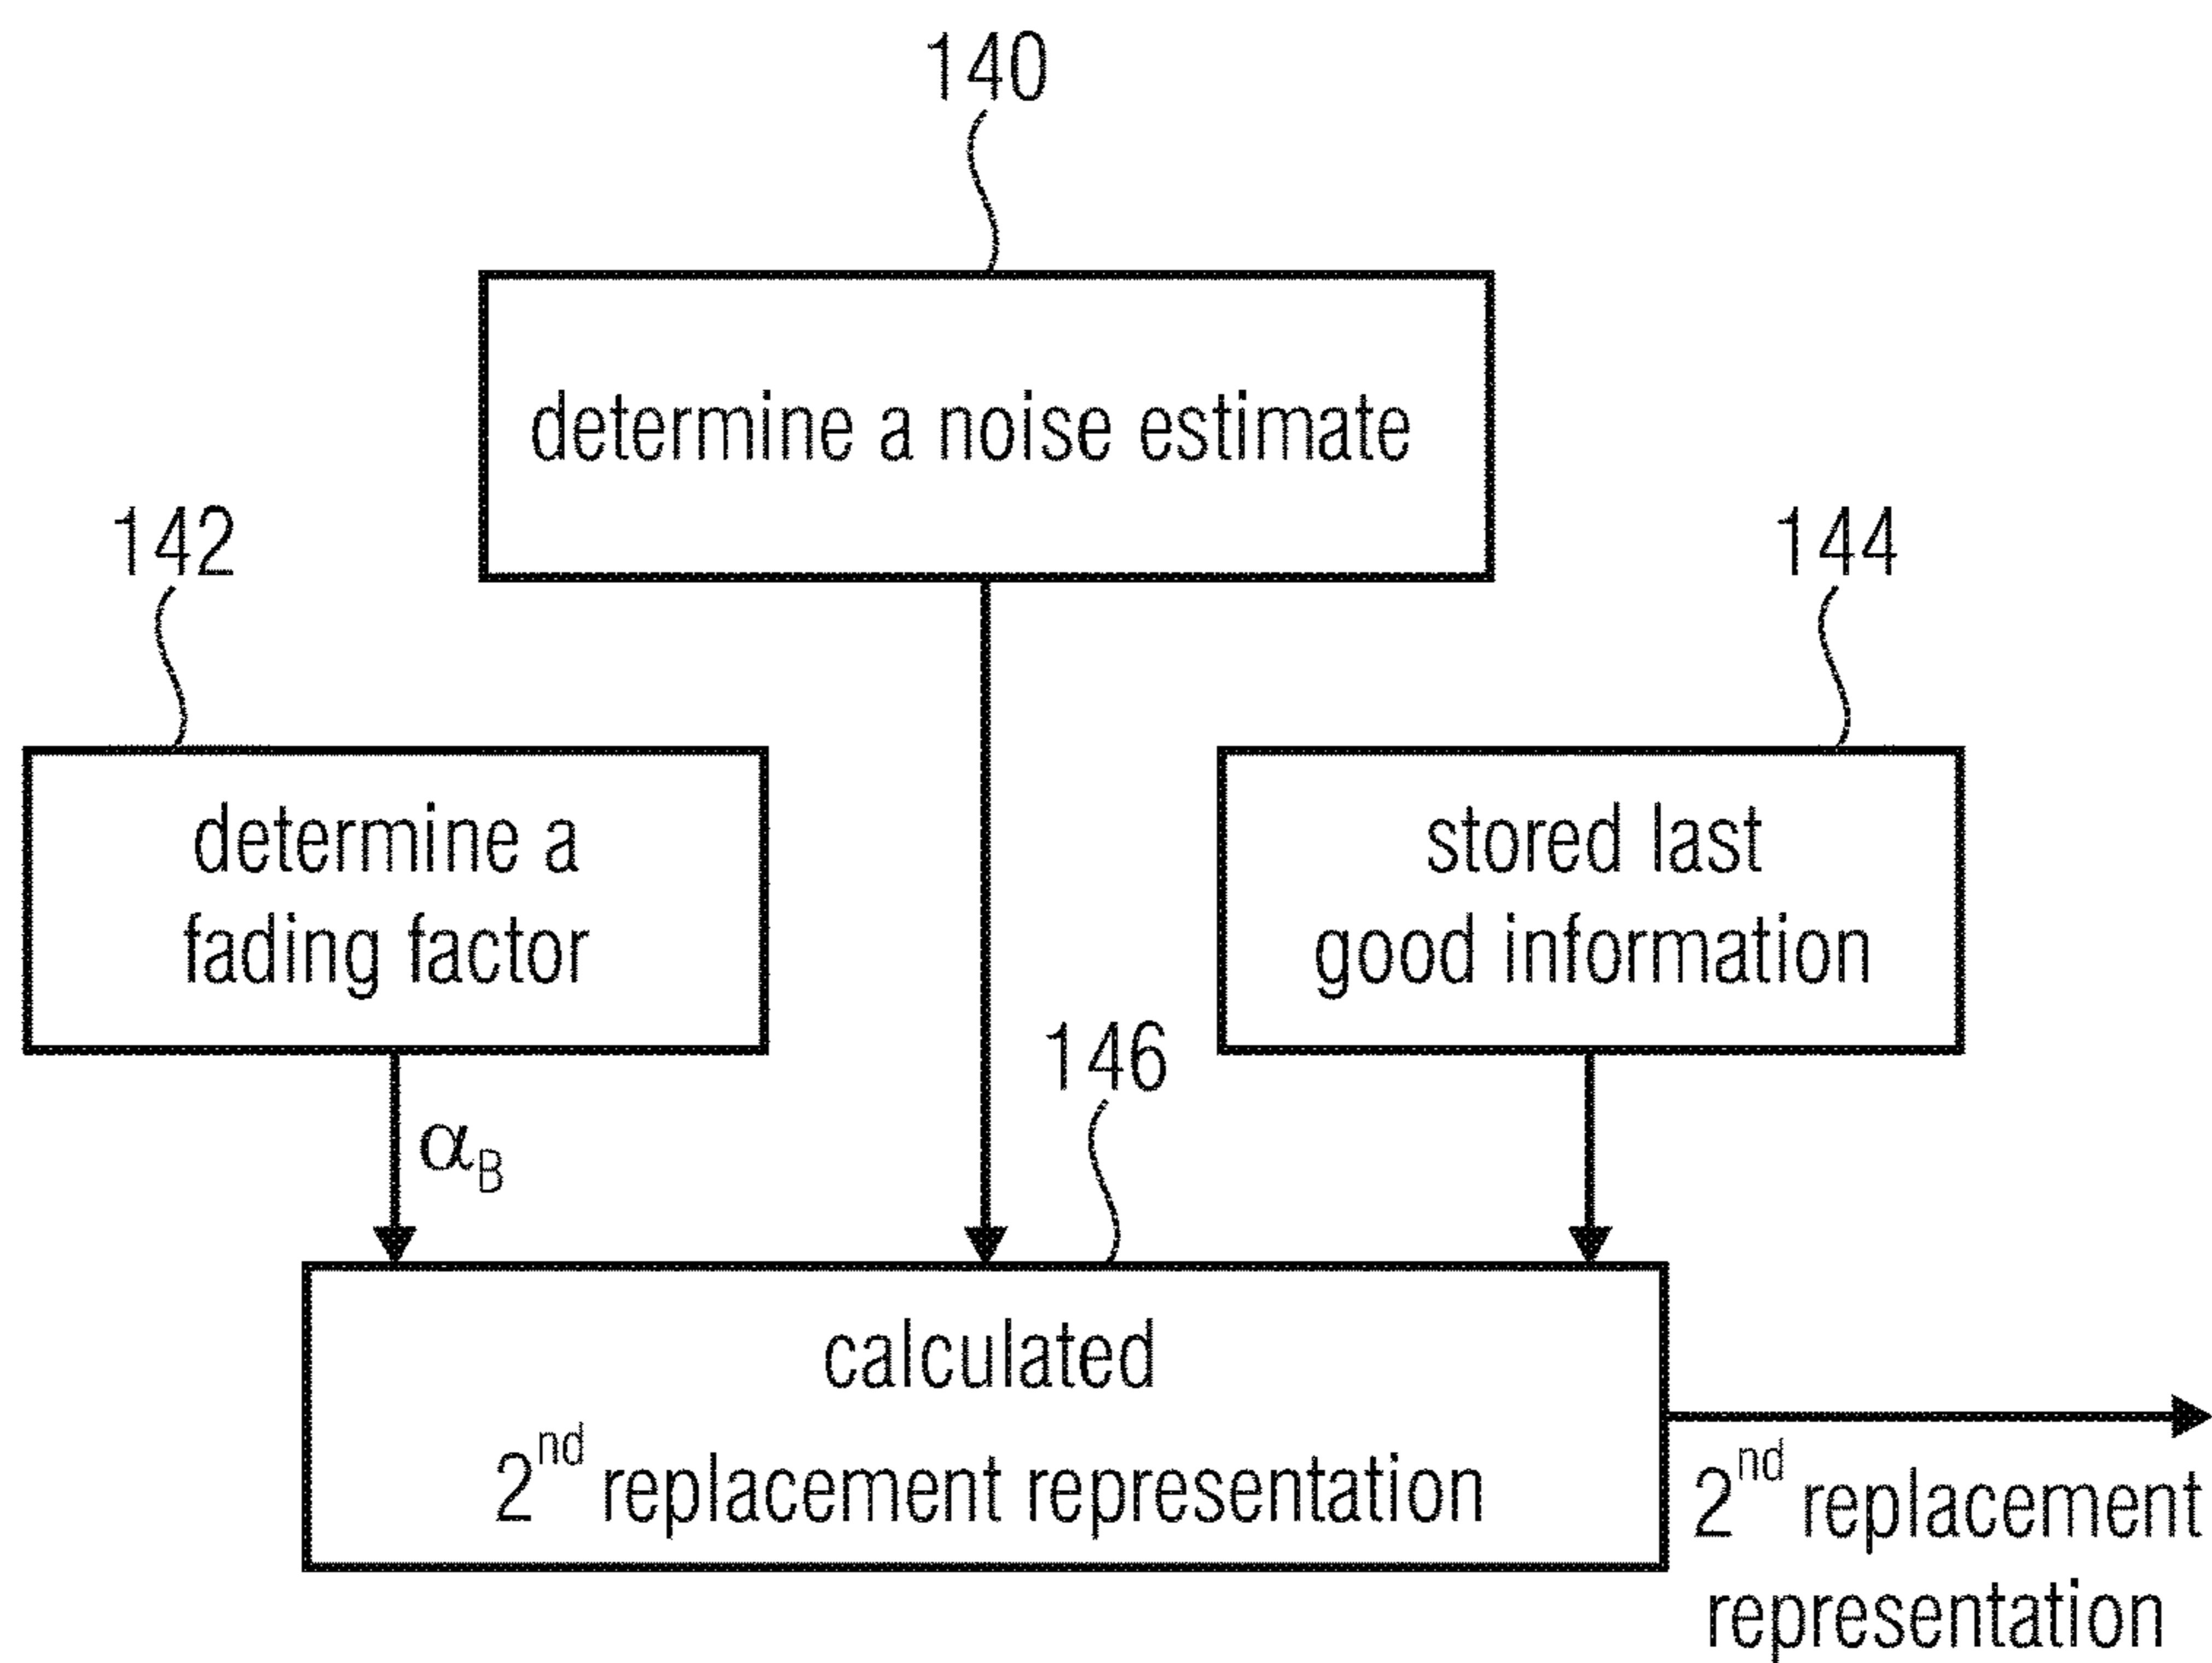 140
determine a noise estimate
142
144
determine a
fading factor
stored last
good information
146
αB
calculated
2nd replacement representation
2nd replacement
representation